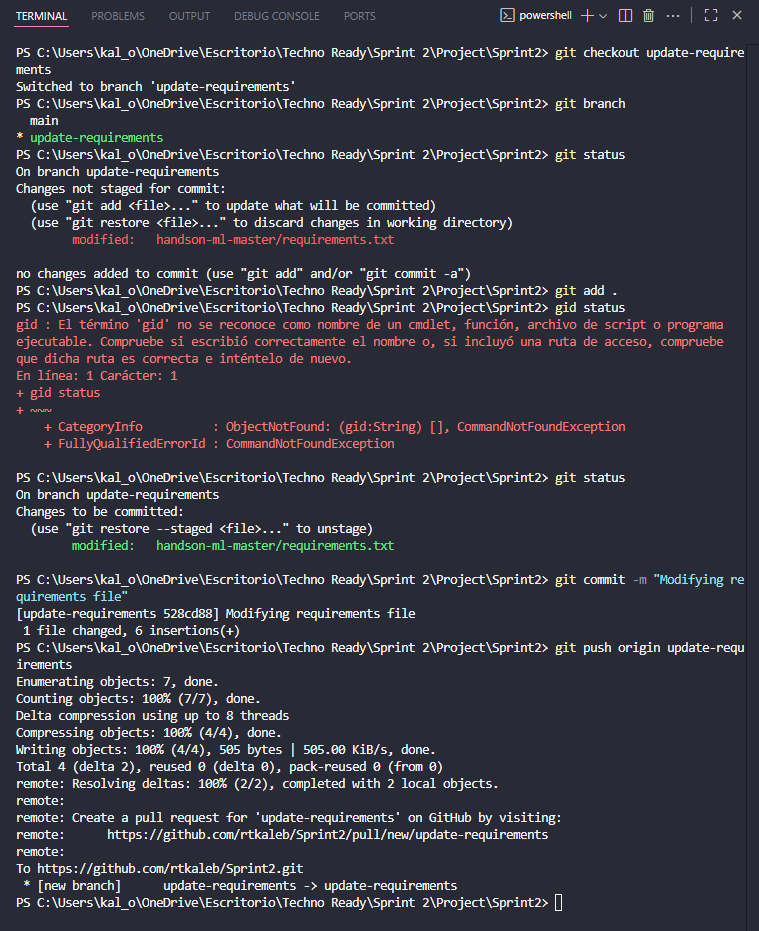 TERMINAL PROBLEMS OUTPUT DEBUG CONSOLE PORTS powershell
PS C:\Users\kal_o\OneDrive\Escritorio\Techno Ready\Sprint 2\Project\Sprint2> git checkout update-require
ments
Switched to branch 'update-requirements'
PS C:\Users\kal_o\OneDrive\Escritorio\Techno Ready\Sprint 2\Project\Sprint2> git branch
  main
* update-requirements
PS C:\Users\kal_o\OneDrive\Escritorio\Techno Ready\Sprint 2\Project\Sprint2> git status
On branch update-requirements
Changes not staged for commit:
  (use "git add <file>..." to update what will be committed)
  (use "git restore <file>..." to discard changes in working directory)
        modified:   handson-ml-master/requirements.txt

no changes added to commit (use "git add" and/or "git commit -a")
PS C:\Users\kal_o\OneDrive\Escritorio\Techno Ready\Sprint 2\Project\Sprint2> git add .
PS C:\Users\kal_o\OneDrive\Escritorio\Techno Ready\Sprint 2\Project\Sprint2> gid status
gid : El término 'gid' no se reconoce como nombre de un cmdlet, función, archivo de script o programa
ejecutable. Compruebe si escribió correctamente el nombre o, si incluyó una ruta de acceso, compruebe
que dicha ruta es correcta e inténtelo de nuevo.
En línea: 1 Carácter: 1
+ gid status
+ ~~~
    + CategoryInfo          : ObjectNotFound: (gid:String) [], CommandNotFoundException
    + FullyQualifiedErrorId : CommandNotFoundException

PS C:\Users\kal_o\OneDrive\Escritorio\Techno Ready\Sprint 2\Project\Sprint2> git status
On branch update-requirements
Changes to be committed:
  (use "git restore --staged <file>..." to unstage)
        modified:   handson-ml-master/requirements.txt

PS C:\Users\kal_o\OneDrive\Escritorio\Techno Ready\Sprint 2\Project\Sprint2> git commit -m "Modifying re
quirements file"
[update-requirements 528cd88] Modifying requirements file
 1 file changed, 6 insertions(+)
PS C:\Users\kal_o\OneDrive\Escritorio\Techno Ready\Sprint 2\Project\Sprint2> git push origin update-requ
irements
Enumerating objects: 7, done.
Counting objects: 100% (7/7), done.
Delta compression using up to 8 threads
Compressing objects: 100% (4/4), done.
Writing objects: 100% (4/4), 505 bytes | 505.00 KiB/s, done.
Total 4 (delta 2), reused 0 (delta 0), pack-reused 0 (from 0)
remote: Resolving deltas: 100% (2/2), completed with 2 local objects.
remote:
remote: Create a pull request for 'update-requirements' on GitHub by visiting:
remote:      https://github.com/rtkaleb/Sprint2/pull/new/update-requirements
remote:
To https://github.com/rtkaleb/Sprint2.git
 * [new branch]      update-requirements -> update-requirements
PS C:\Users\kal_o\OneDrive\Escritorio\Techno Ready\Sprint 2\Project\Sprint2>